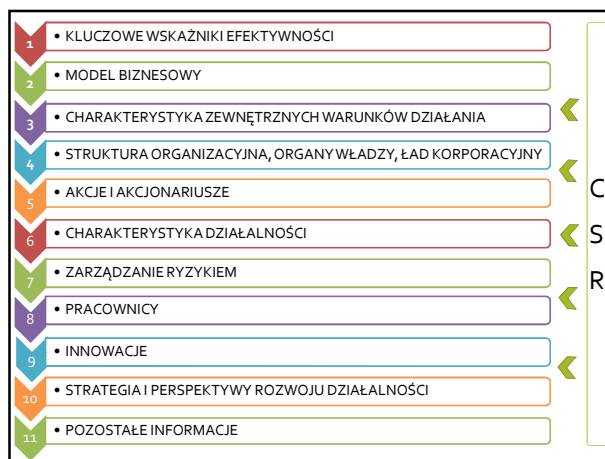 1 • KLUCZOWE WSKAŹNIKI EFEKTYWNOŚCI
2 • MODEL BIZNESOWY
3 • CHARAKTERYSTYKA ZEWNĘTRZNYCH WARUNKÓW DZIAŁANIA
4 • STRUKTURA ORGANIZACYJNA, ORGANY WŁADZY, ŁAD KORPORACYJNY
5 • AKCJE I AKCJONARIUSZE
6 • CHARAKTERYSTYKA DZIAŁALNOŚCI
7 • ZARZĄDZANIE RYZYKIEM
8 • PRACOWNICY
9 • INNOWACJE
10 • STRATEGIA I PERSPEKTYWY ROZWOJU DZIAŁALNOŚCI
11 • POZOSTAŁE INFORMACJE
C
S
R